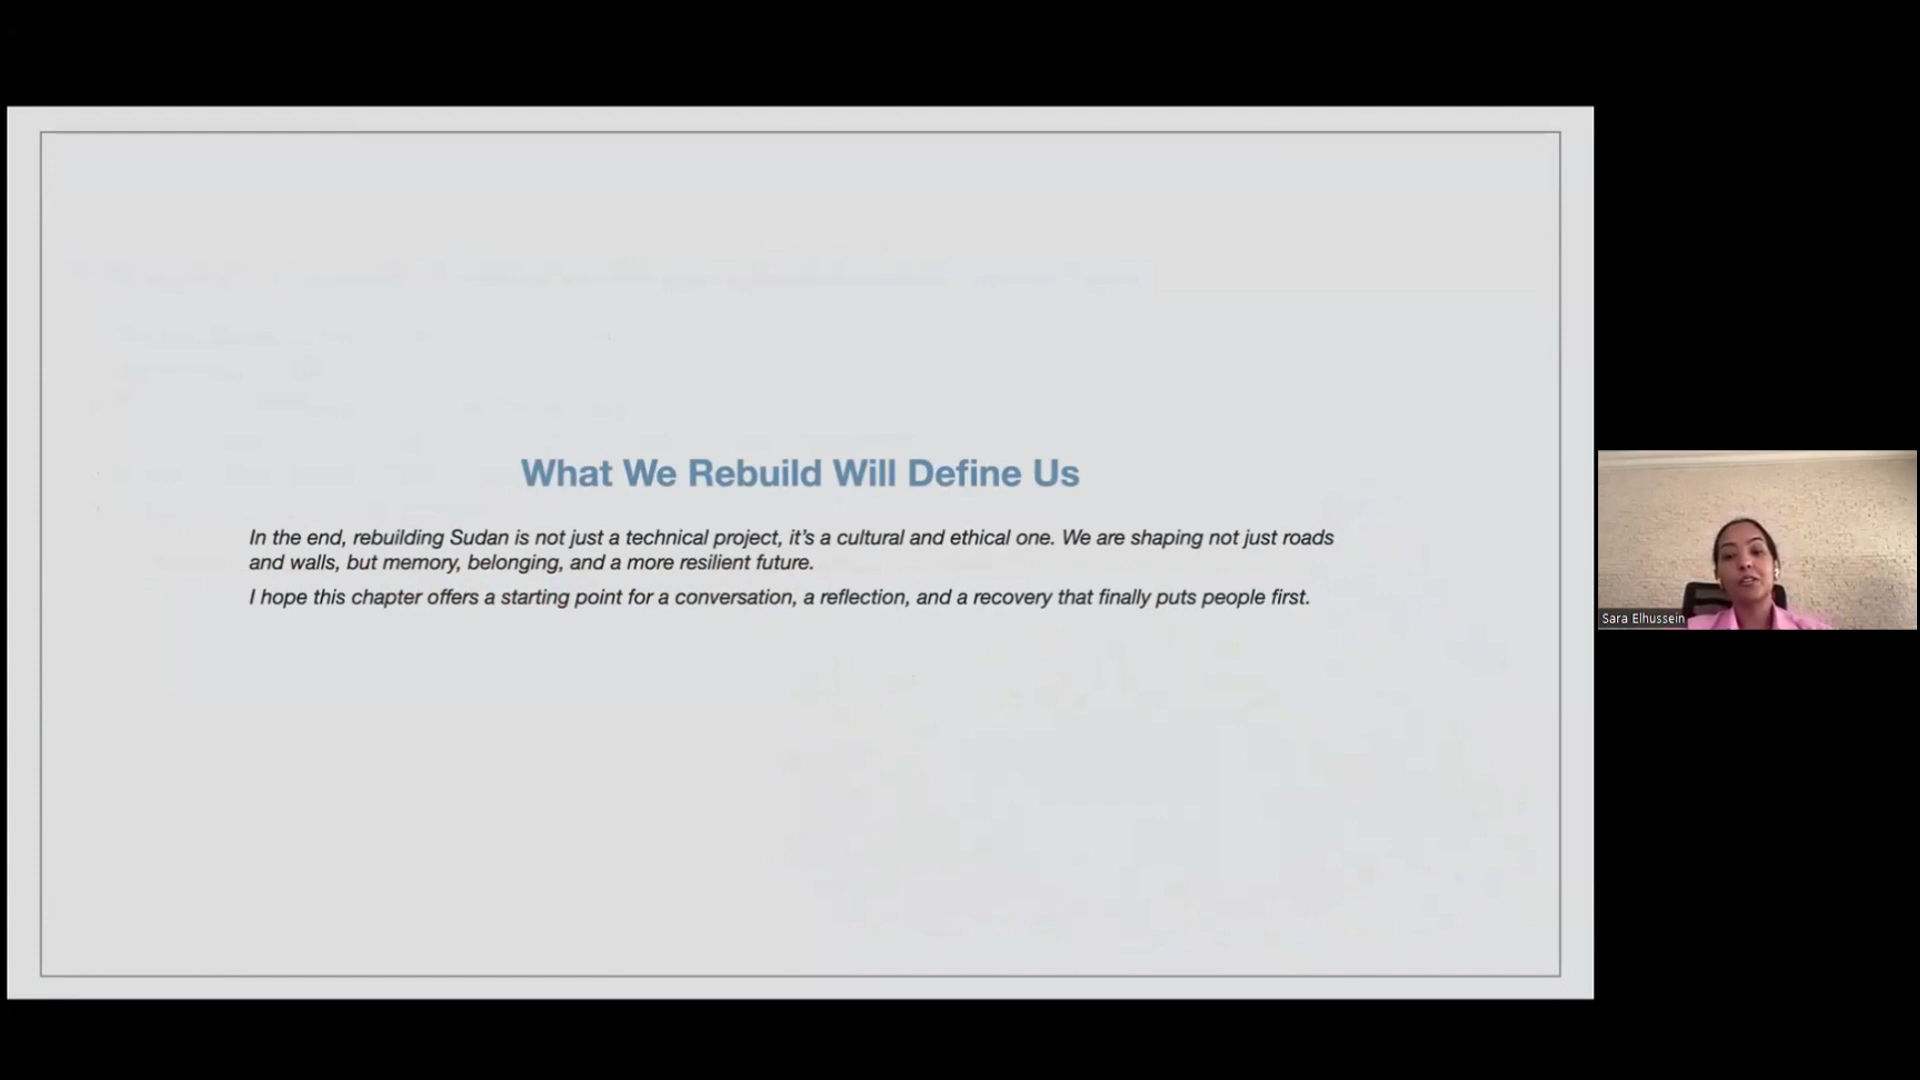 What We Rebuild Will Define Us
In the end, rebuilding Sudan is not just a technical project, it's a cultural and ethical one. We are shaping not just roads
and walls, but memory, belonging, and a more resilient future.
I hope this chapter offers a starting point for a conversation, a reflection, and a recovery that finally puts people first.
Sara Elhussein